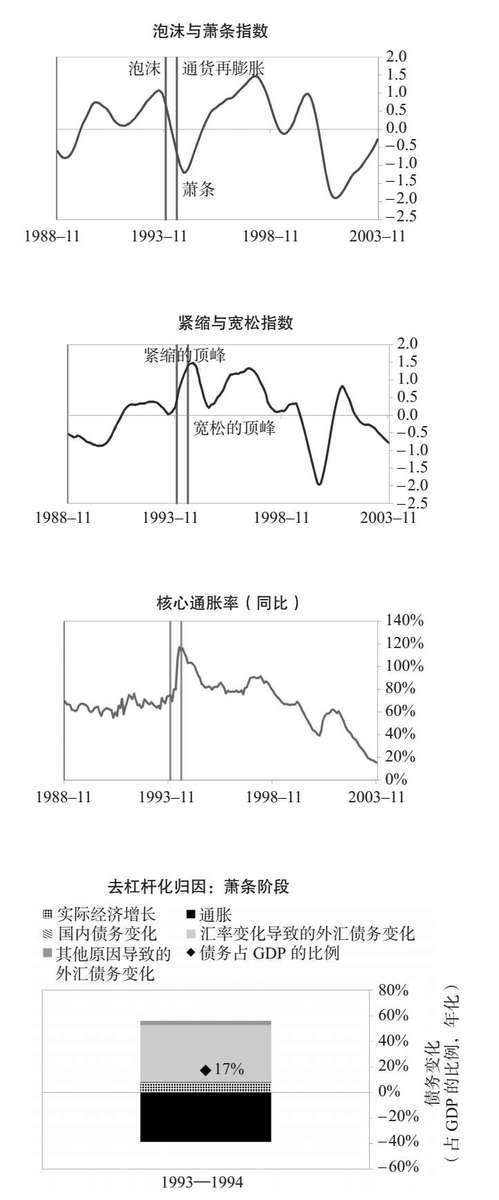 泡沫与萧条指数
泡沫 通货再膨胀
萧条
2.0
1.5
1.0
0.5
0.0
−0.5
−1.0
−1.5
−2.0
−2.5
1988–11 1993–11 1998–11 2003–11
紧缩与宽松指数
紧缩的顶峰
宽松的顶峰
2.0
1.5
1.0
0.5
0.0
−0.5
−1.0
−1.5
−2.0
−2.5
1988–11 1993–11 1998–11 2003–11
核心通胀率（同比）
140%
120%
100%
80%
60%
40%
20%
0%
1988–11 1993–11 1998–11 2003–11
去杠杆化归因：萧条阶段
实际经济增长 通胀
国内债务变化 汇率变化导致的外汇债务变化
其他原因导致的 债务占 GDP 的比例
外汇债务变化
80%
60%
40%
20%
0%
−20%
−40%
−60%
17%
债务变化
（占 GDP 的比例，年化）
1993—1994